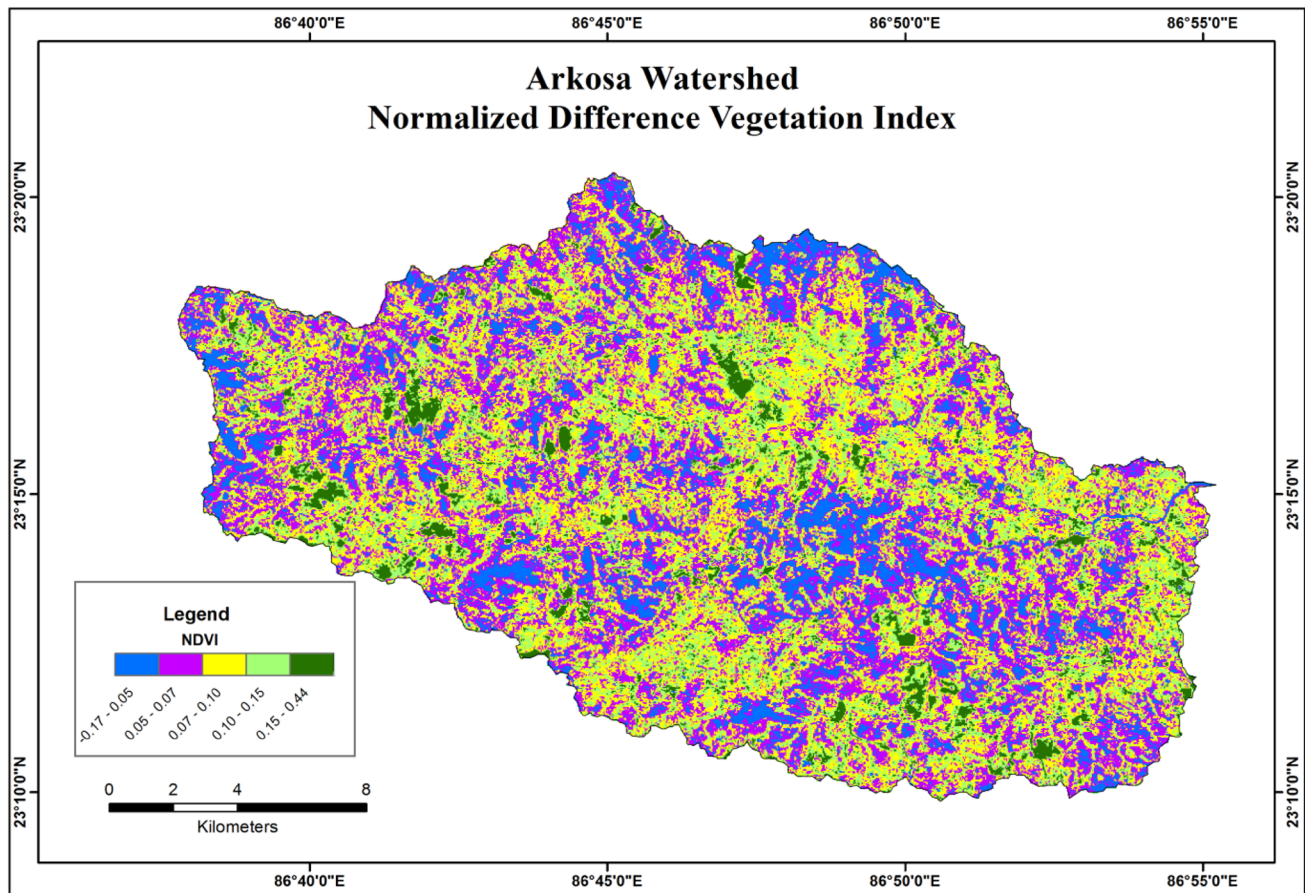 86°40'0"E 86°45'0"E 86°50'0"E 86°55'0"E
Arkosa Watershed
Normalized Difference Vegetation Index
23°20'0"N 23°20'0"N
23°15'0"N 23°15'0"N
Legend
NDVI
-0.17 - 0.05 0.05 - 0.07 0.07 - 0.10 0.10 - 0.15 0.15 - 0.44
23°10'0"N 23°10'0"N
0 2 4 8
Kilometers
86°40'0"E 86°45'0"E 86°50'0"E 86°55'0"E